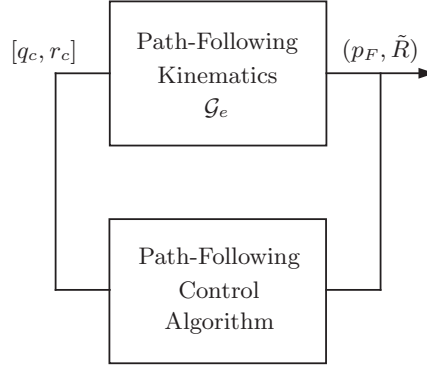 [q_c, r_c]
Path-Following
Kinematics
𝒢_e
(p_F, R̃)
Path-Following
Control
Algorithm